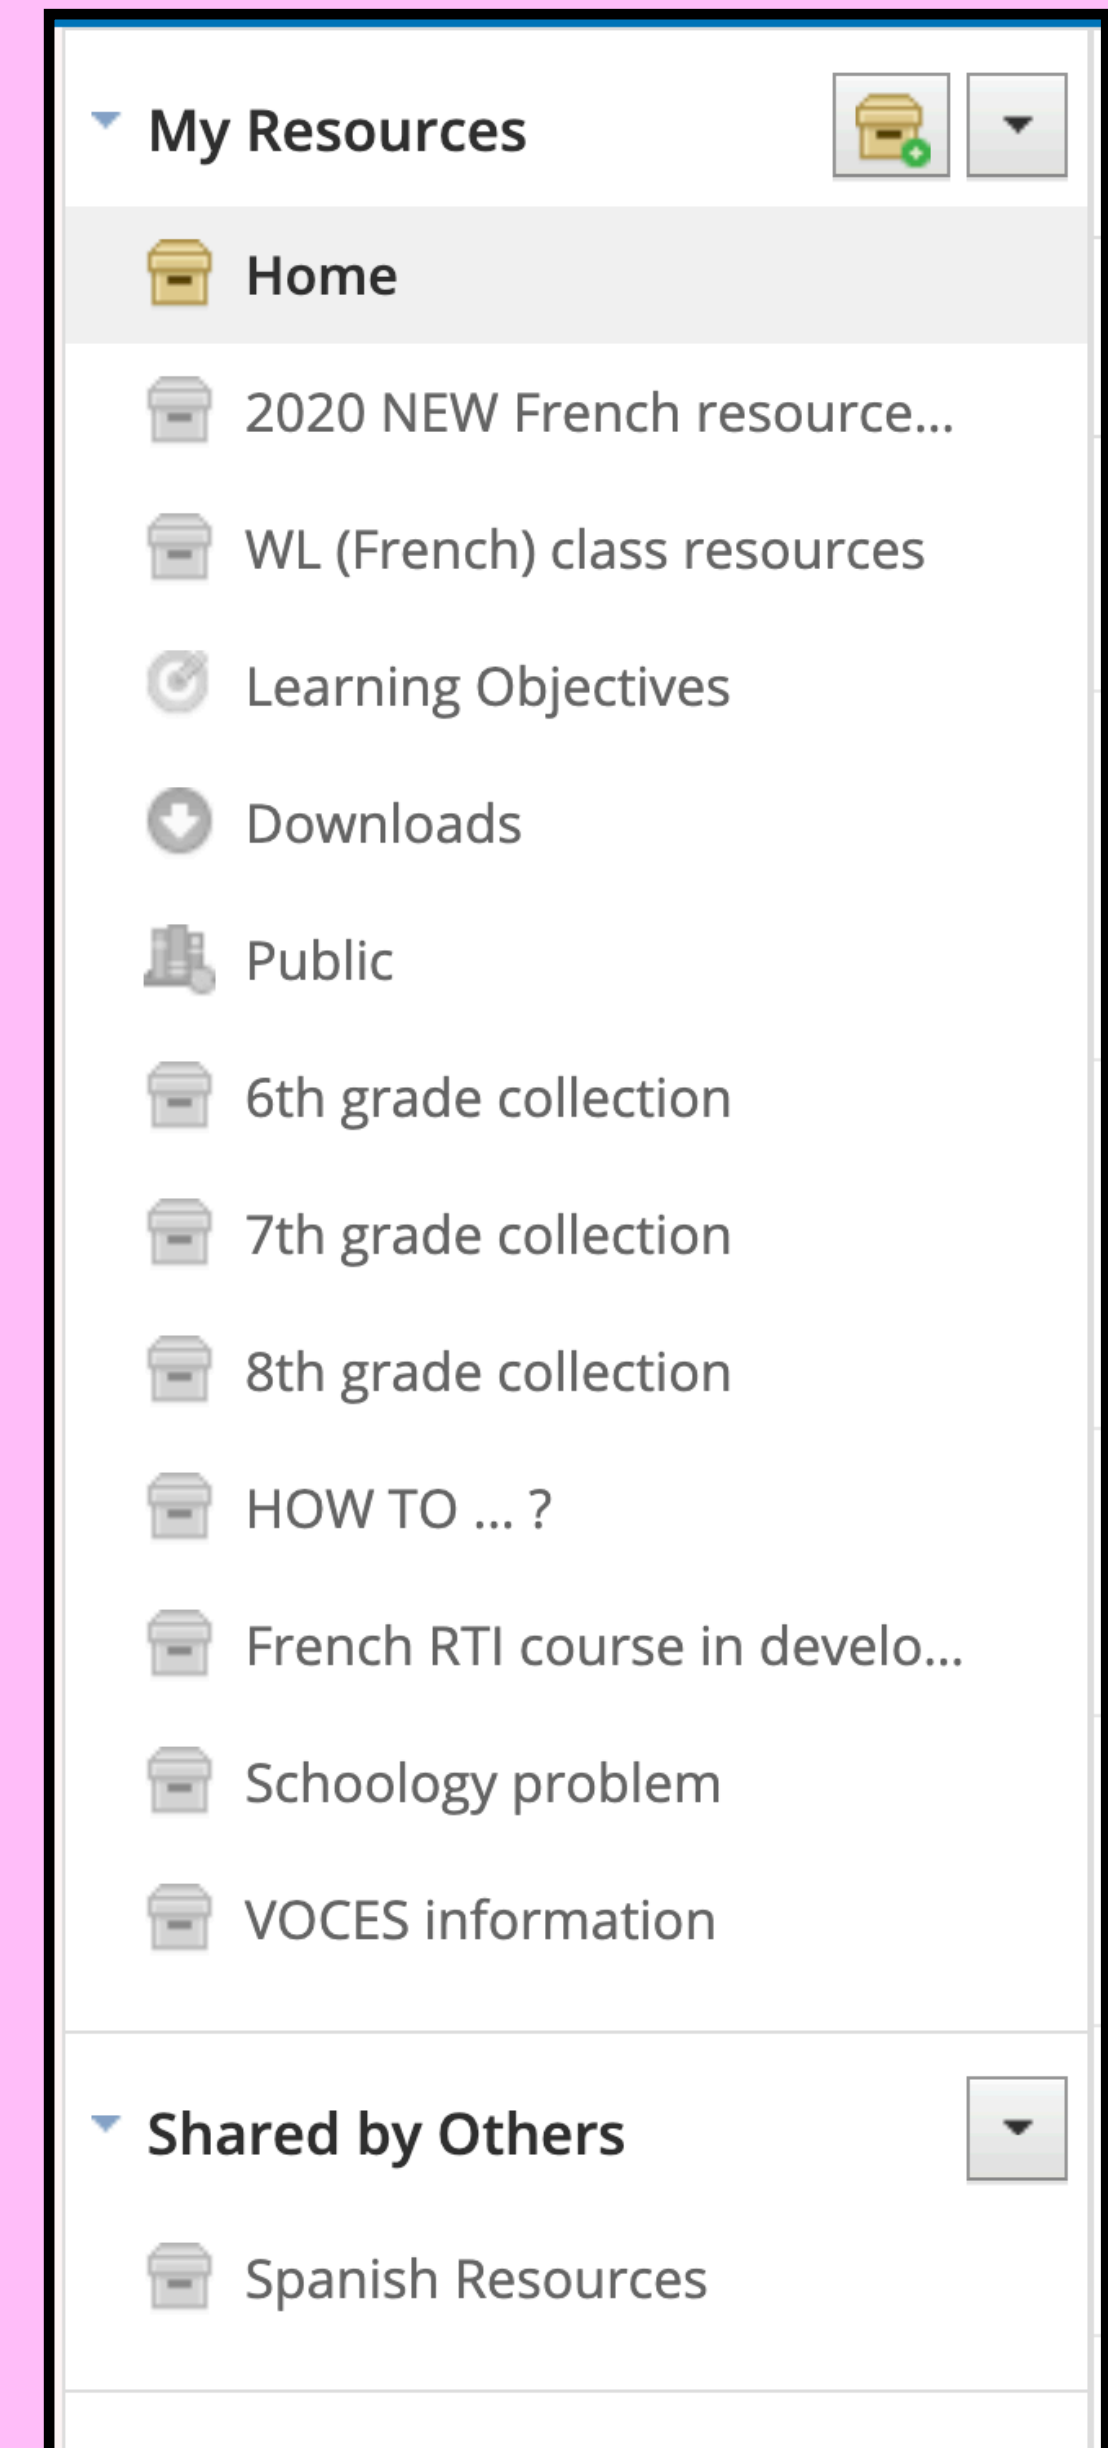 My Resources
Home
2020 NEW French resource...
WL (French) class resources
Learning Objectives
Downloads
Public
6th grade collection
7th grade collection
8th grade collection
HOW TO ... ?
French RTI course in develo...
Schoology problem
VOCES information
Shared by Others
Spanish Resources